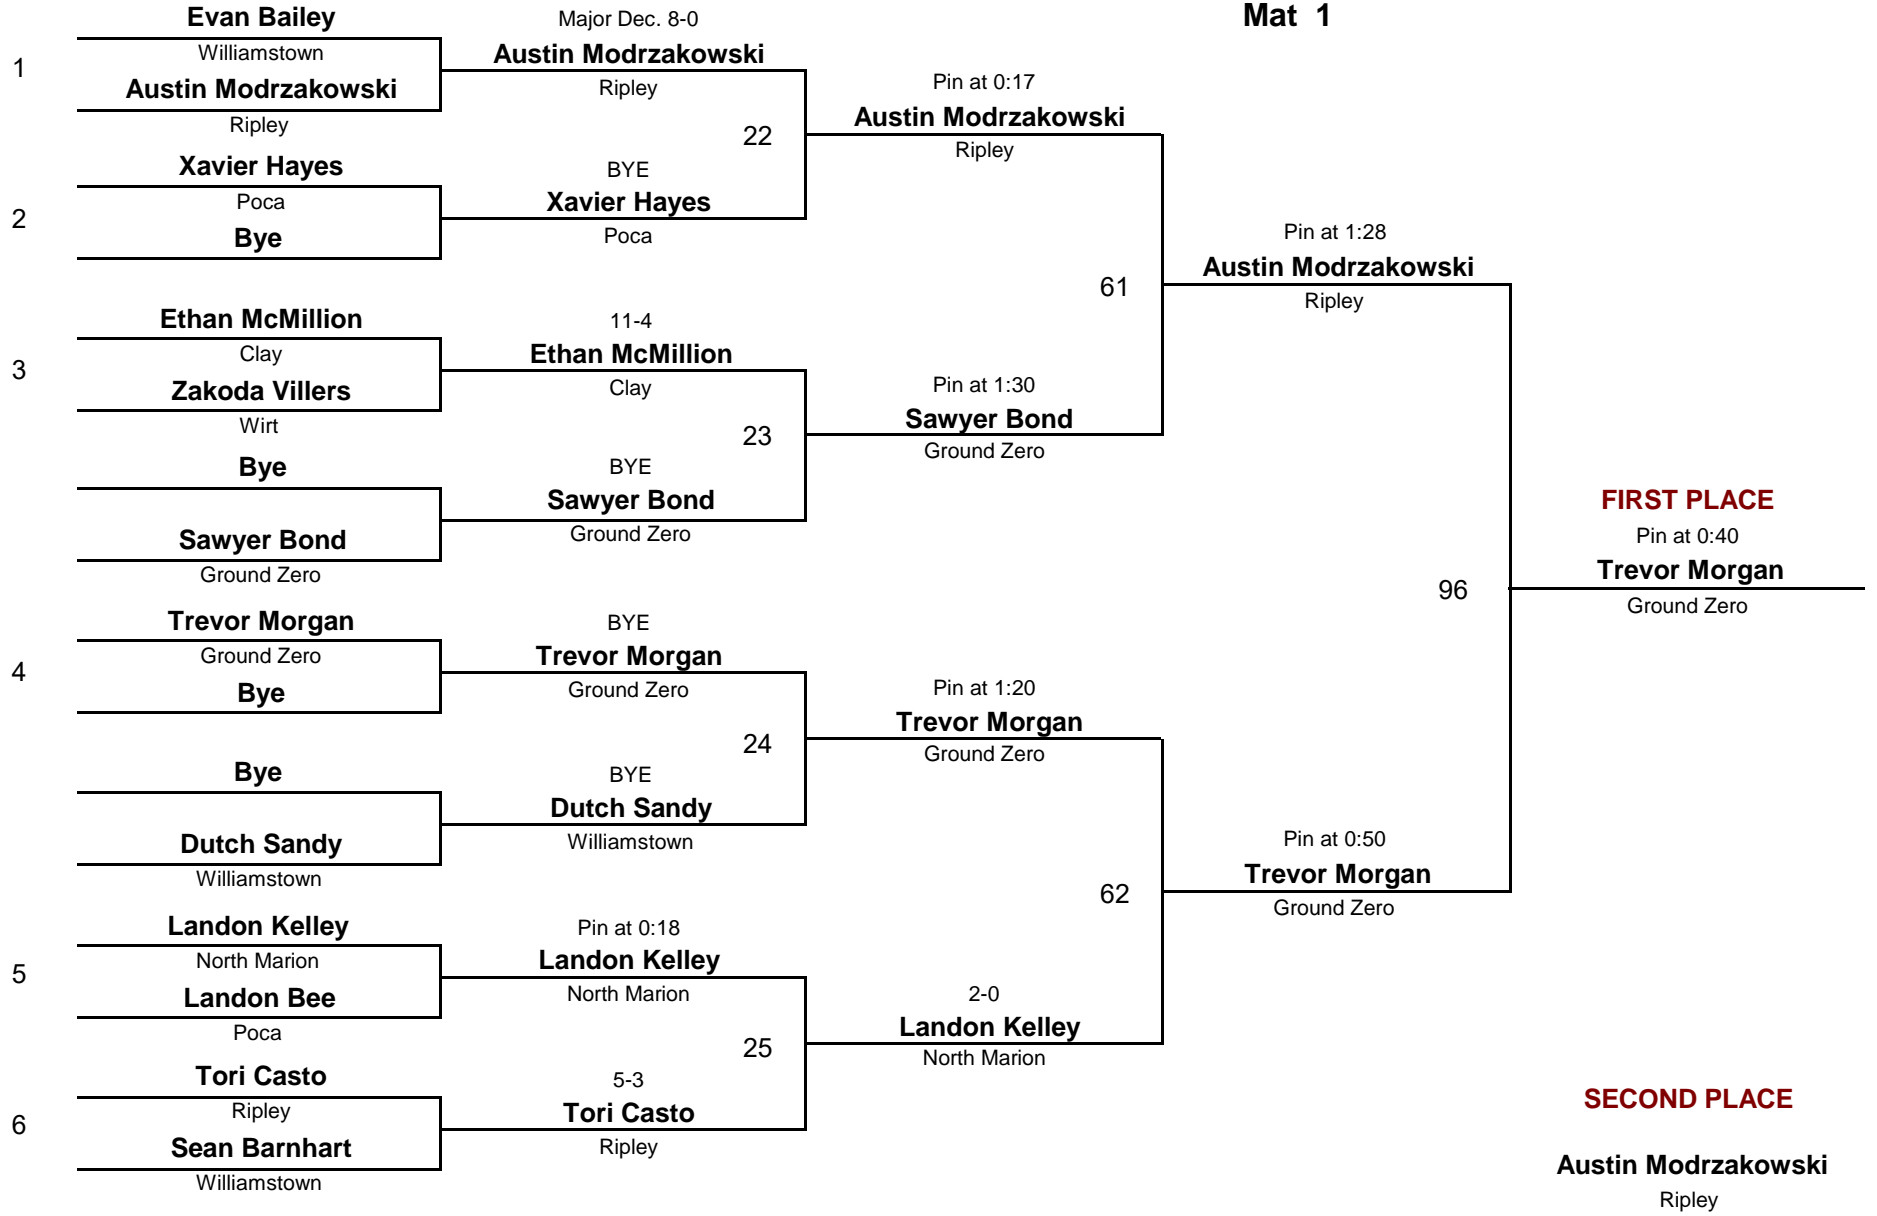 Mat 1
Evan Bailey
Williamstown
1
Austin Modrzakowski
Ripley
Xavier Hayes
Poca
2
Bye
Ethan McMillion
Clay
3
Zakoda Villers
Wirt
Bye
Sawyer Bond
Ground Zero
Trevor Morgan
Ground Zero
4
Bye
Bye
Dutch Sandy
Williamstown
Landon Kelley
North Marion
5
Landon Bee
Poca
Tori Casto
Ripley
6
Sean Barnhart
Williamstown
Major Dec. 8-0
Austin Modrzakowski
Ripley
22
BYE
Xavier Hayes
Poca
11-4
Ethan McMillion
Clay
23
BYE
Sawyer Bond
Ground Zero
BYE
Trevor Morgan
Ground Zero
24
BYE
Dutch Sandy
Williamstown
Pin at 0:18
Landon Kelley
North Marion
25
5-3
Tori Casto
Ripley
Pin at 0:17
Austin Modrzakowski
Ripley
61
Pin at 1:30
Sawyer Bond
Ground Zero
Pin at 1:20
Trevor Morgan
Ground Zero
62
2-0
Landon Kelley
North Marion
Pin at 1:28
Austin Modrzakowski
Ripley
96
Pin at 0:50
Trevor Morgan
Ground Zero
FIRST PLACE
Pin at 0:40
Trevor Morgan
Ground Zero
SECOND PLACE
Austin Modrzakowski
Ripley